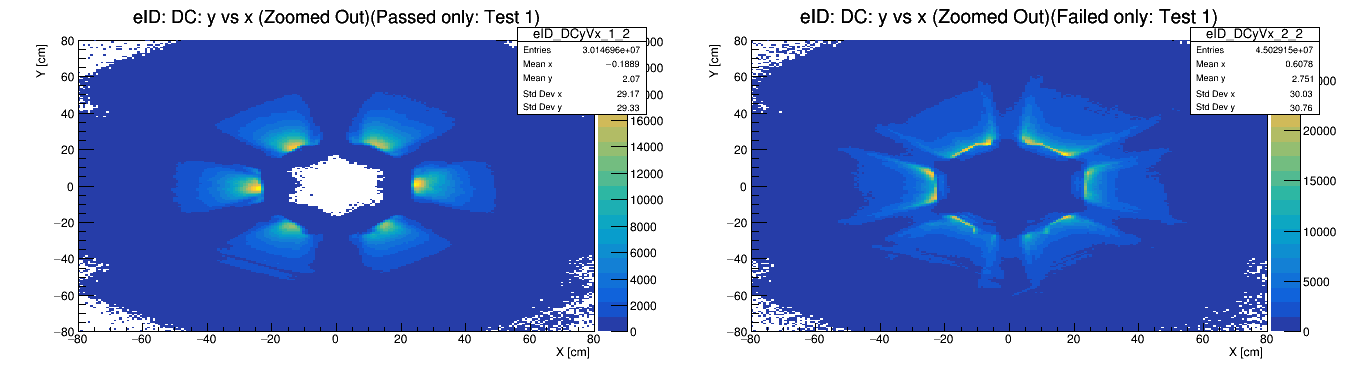 eID: DC: y vs x (Zoomed Out)(Passed only: Test 1)
eID_DCyVx_1_2
Entries 3.014696e+07
Mean x −0.1889
Mean y 2.07
Std Dev x 29.17
Std Dev y 29.33
Y [cm]
80
60
40
20
0
−20
−40
−60
−80
−80 −60 −40 −20 0 20 40 60 80
X [cm]
16000
14000
12000
10000
8000
6000
4000
2000
0
eID: DC: y vs x (Zoomed Out)(Failed only: Test 1)
eID_DCyVx_2_2
Entries 4.502915e+07
Mean x 0.6078
Mean y 2.751
Std Dev x 30.03
Std Dev y 30.76
Y [cm]
80
60
40
20
0
−20
−40
−60
−80
−80 −60 −40 −20 0 20 40 60 80
X [cm]
20000
15000
10000
5000
0